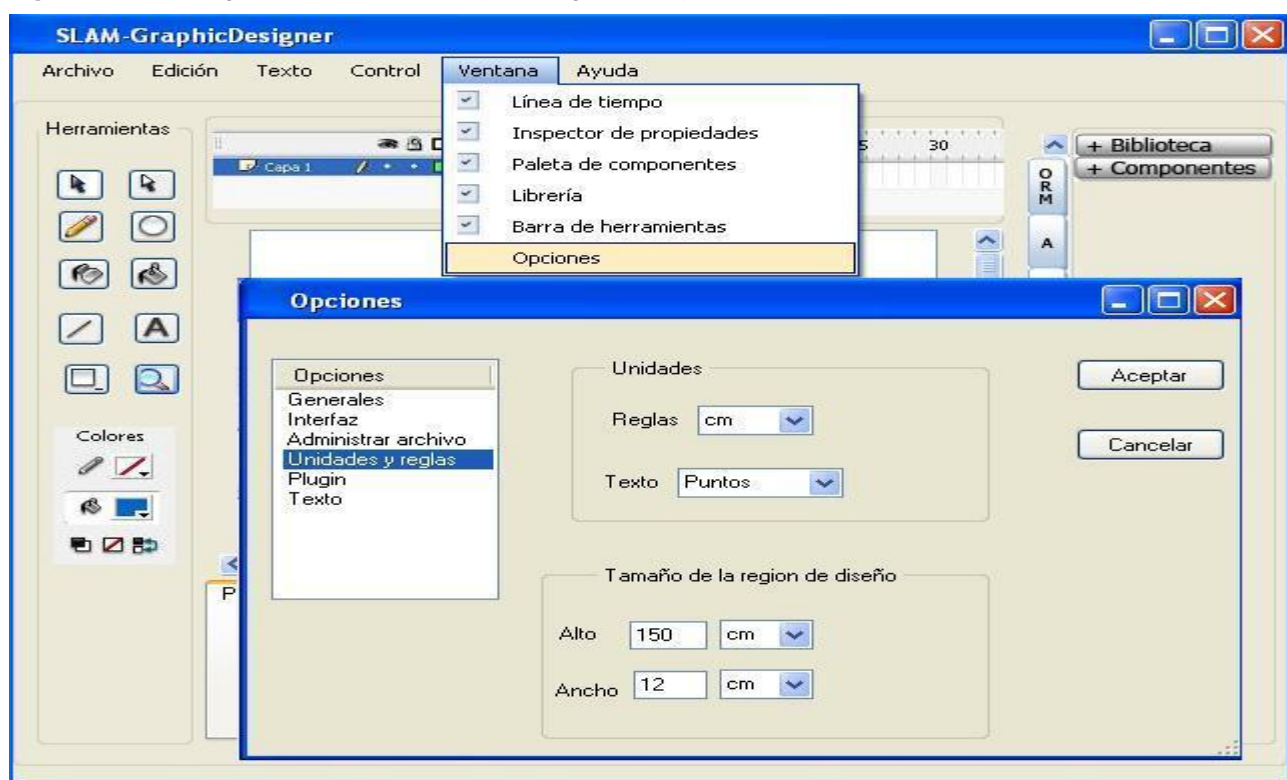 SLAM-GraphicDesigner
Archivo Edición Texto Control Ventana Ayuda
Línea de tiempo
Inspector de propiedades
Paleta de componentes
Librería
Barra de herramientas
Opciones
Herramientas
Capa 1
5 30
+ Biblioteca
+ Componentes
O
R
M
A
Opciones
Opciones
Generales
Interfaz
Administrar archivo
Unidades y reglas
Plugin
Texto
Unidades
Reglas cm
Texto Puntos
Tamaño de la region de diseño
Alto 150 cm
Ancho 12 cm
Aceptar
Cancelar
Colores
P